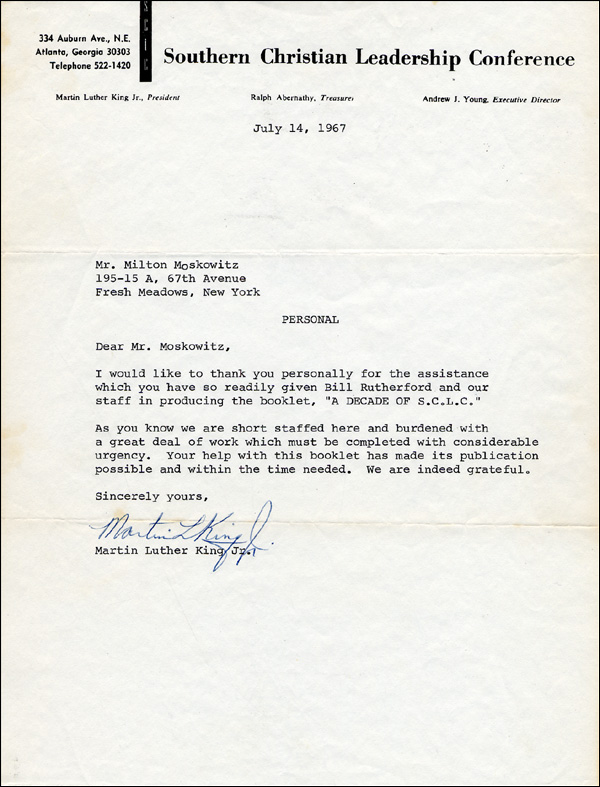 334 Auburn Ave., N.E.
Atlanta, Georgia 30303
Telephone 522-1420
SCLC
Southern Christian Leadership Conference
Martin Luther King Jr., President
Ralph Abernathy, Treasurer
Andrew J. Young, Executive Director
July 14, 1967
Mr. Milton Moskowitz
195-15 A, 67th Avenue
Fresh Meadows, New York
PERSONAL
Dear Mr. Moskowitz,
I would like to thank you personally for the assistance
which you have so readily given Bill Rutherford and our
staff in producing the booklet, "A DECADE OF S.C.L.C."
As you know we are short staffed here and burdened with
a great deal of work which must be completed with considerable
urgency. Your help with this booklet has made its publication
possible and within the time needed. We are indeed grateful.
Sincerely yours,
Martin L King Jr.
Martin Luther King Jr.